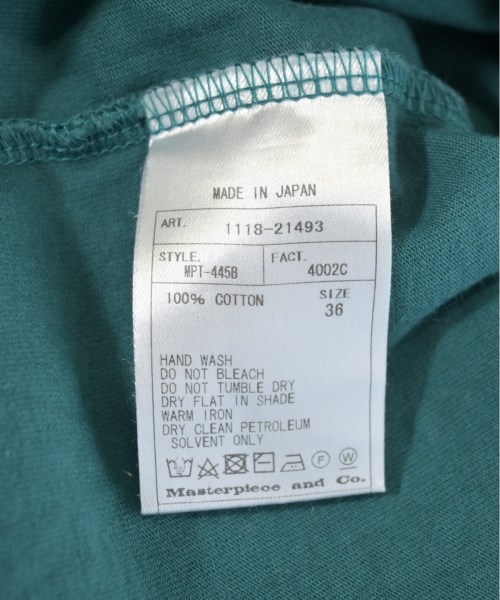 MADE IN JAPAN
ART. 1118-21493
STYLE. FACT.
MPT-445B 4002C
100% COTTON SIZE
36
HAND WASH
DO NOT BLEACH
DO NOT TUMBLE DRY
DRY FLAT IN SHADE
WARM IRON
DRY CLEAN PETROLEUM
SOLVENT ONLY
F W
Masterpiece and Co.